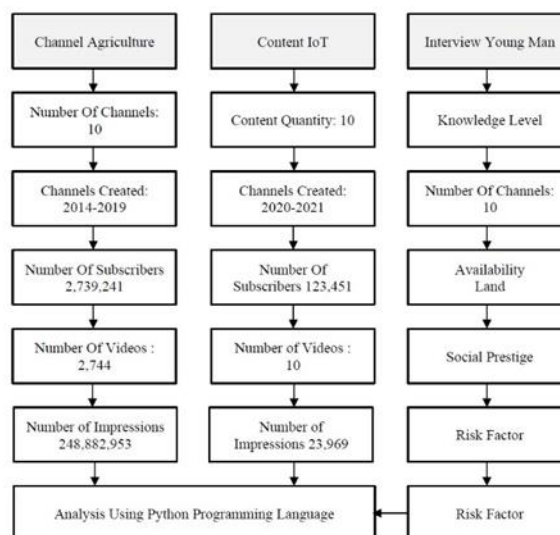 Channel Agriculture
Number Of Channels:
10
Channels Created:
2014-2019
Number Of Subscribers
2,739,241
Number Of Videos :
2,744
Number of Impressions
248,882,953
Content IoT
Content Quantity: 10
Channels Created:
2020-2021
Number Of
Subscribers 123,451
Number of Videos :
10
Number of
Impressions 23,969
Interview Young Man
Knowledge Level
Number Of Channels:
10
Availability
Land
Social Prestige
Risk Factor
Analysis Using Python Programming Language
Risk Factor